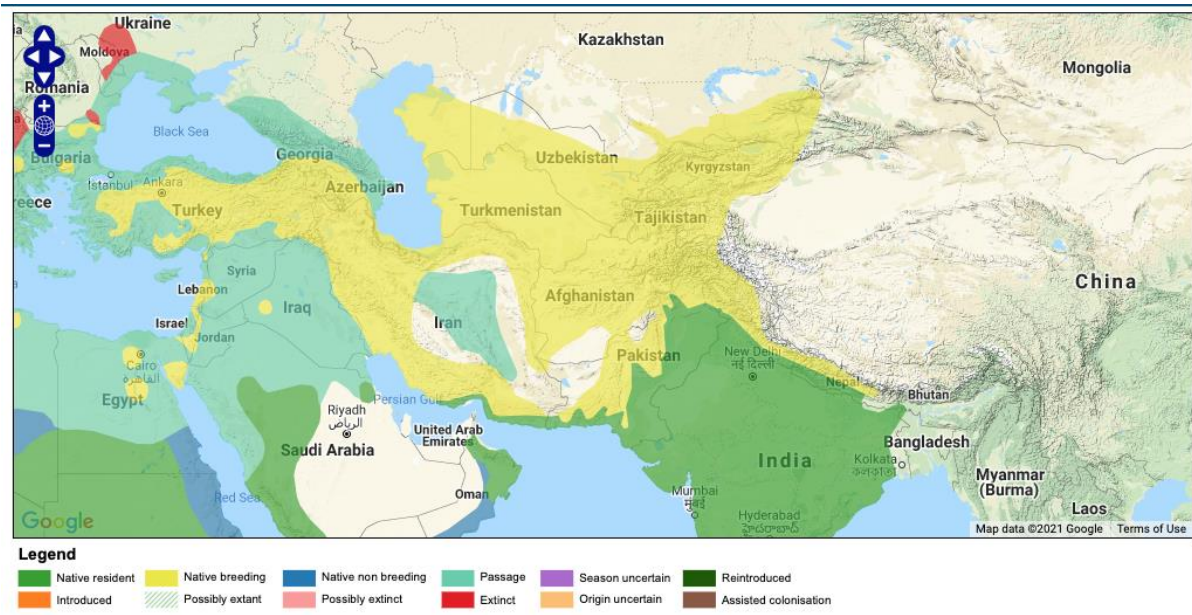 Ukraine
Moldova
Kazakhstan
Mongolia
Romania
Black Sea
Bulgaria
Georgia
Uzbekistan
Kyrgyzstan
Istanbul
Ankara
Azerbaijan
reece
Turkey
Turkmenistan
Tajikistan
Syria
China
Lebanon
Afghanistan
Iraq
Israel
Iran
Jordan
Pakistan
New Delhi
नई दिल्ली
Cairo
القاهرة
Nepal
Bhutan
Egypt
Persian Gulf
Riyadh
الرياض
United Arab
Emirates
Bangladesh
Saudi Arabia
India
Kolkata
Myanmar
(Burma)
Red Sea
Oman
Mumbai
मुंबई
Laos
Hyderabad
Google
Map data ©2021 Google Terms of Use
Legend
Native resident Native breeding Native non breeding Passage Season uncertain Reintroduced
Introduced Possibly extant Possibly extinct Extinct Origin uncertain Assisted colonisation